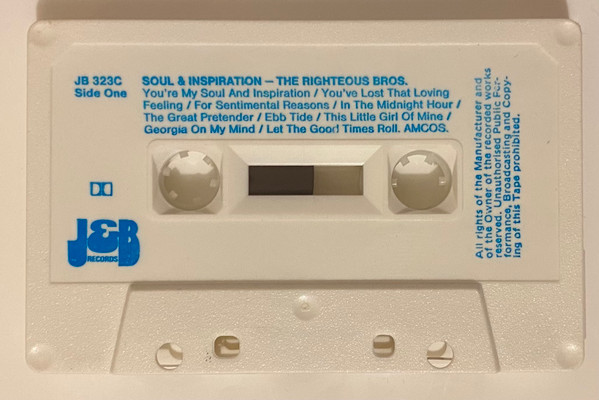 JB 323C
Side One
SOUL & INSPIRATION – THE RIGHTEOUS BROS.
You're My Soul And Inspiration / You've Lost That Loving
Feeling / For Sentimental Reasons / In The Midnight Hour /
The Great Pretender / Ebb Tide / This Little Girl Of Mine /
Georgia On My Mind / Let The Good Times Roll. AMCOS.
J&B
RECORDS
All rights of the Manufacturer and
of the Owner of the recorded works
reserved. Unauthorised Public Per-
formance, Broadcasting and Copy-
ing of this Tape prohibited.